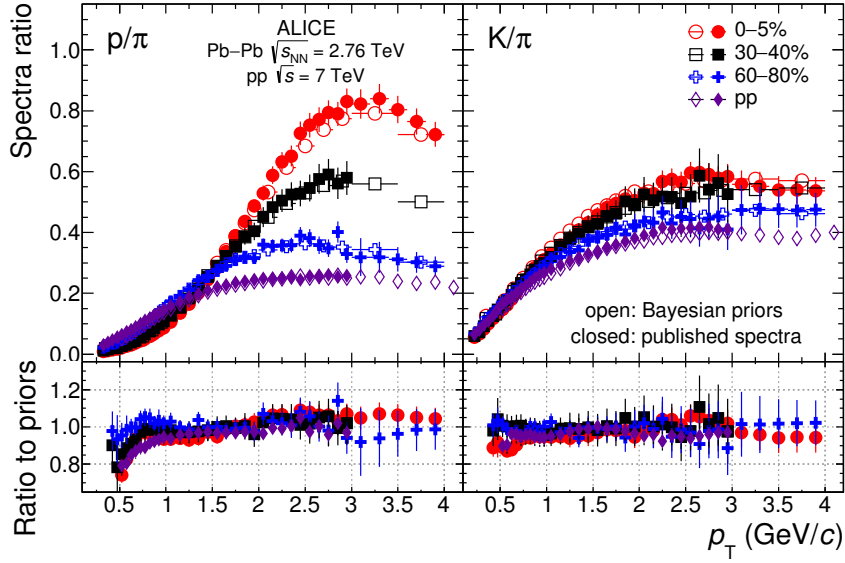 p/π
ALICE
Pb–Pb √sNN = 2.76 TeV
pp √s = 7 TeV
K/π
0–5%
30–40%
60–80%
pp
open: Bayesian priors
closed: published spectra
Spectra ratio
1.0
0.8
0.6
0.4
0.2
0.0
Ratio to priors
1.2
1.0
0.8
0.5 1 1.5 2 2.5 3 3.5 4
0.5 1 1.5 2 2.5 3 3.5 4
pT (GeV/c)